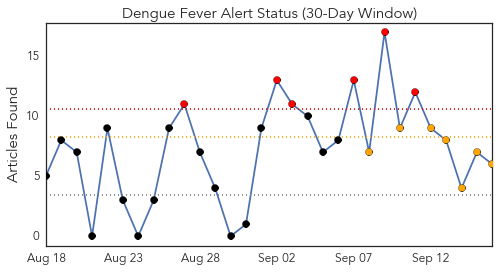 Dengue Fever Alert Status (30-Day Window)
Articles Found
15
10
5
0
Aug 18 Aug 23 Aug 28 Sep 02 Sep 07 Sep 12